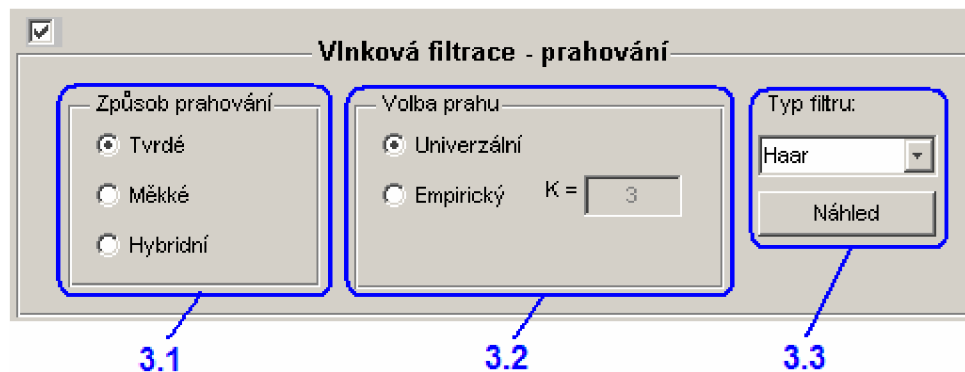 Vlnková filtrace - prahování
Způsob prahování
Tvrdé
Měkké
Hybridní
Volba prahu
Univerzální
Empirický K = 3
Typ filtru:
Haar
Náhled
3.1 3.2 3.3